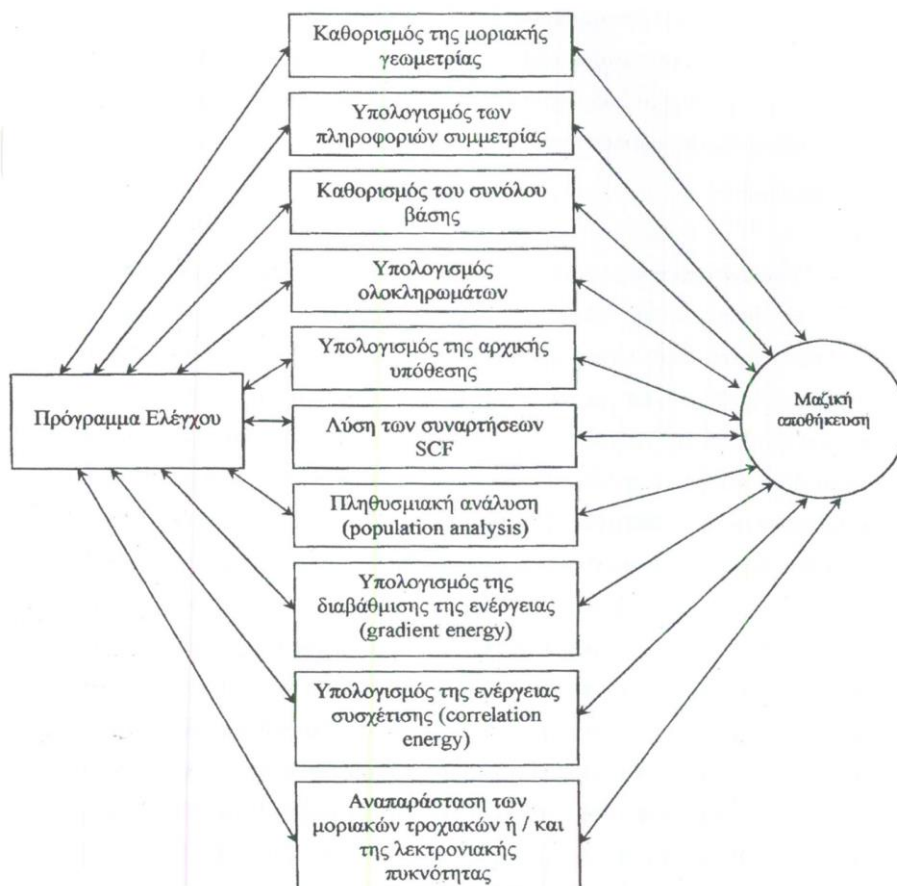 Καθορισμός της μοριακής
γεωμετρίας
Υπολογισμός των
πληροφοριών συμμετρίας
Καθορισμός του συνόλου
βάσης
Υπολογισμός
ολοκληρωμάτων
Υπολογισμός της αρχικής
υπόθεσης
Πρόγραμμα Ελέγχου
Λύση των συναρτήσεων
SCF
Μαζική
αποθήκευση
Πληθυσμιακή ανάλυση
(population analysis)
Υπολογισμός της
διαβάθμισης της ενέργειας
(gradient energy)
Υπολογισμός της ενέργειας
συσχέτισης (correlation
energy)
Αναπαράσταση των
μοριακών τροχιακών ή / και
της λεκτρονιακής
πυκνότητας